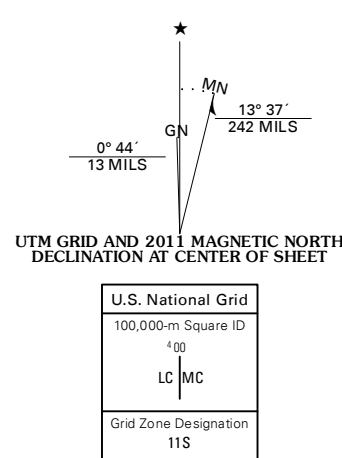 ★
MN
GN
13° 37´
242 MILS
0° 44´
13 MILS
UTM GRID AND 2011 MAGNETIC NORTH
DECLINATION AT CENTER OF SHEET
U.S. National Grid
100,000-m Square ID
⁴00
LC MC
Grid Zone Designation
11S